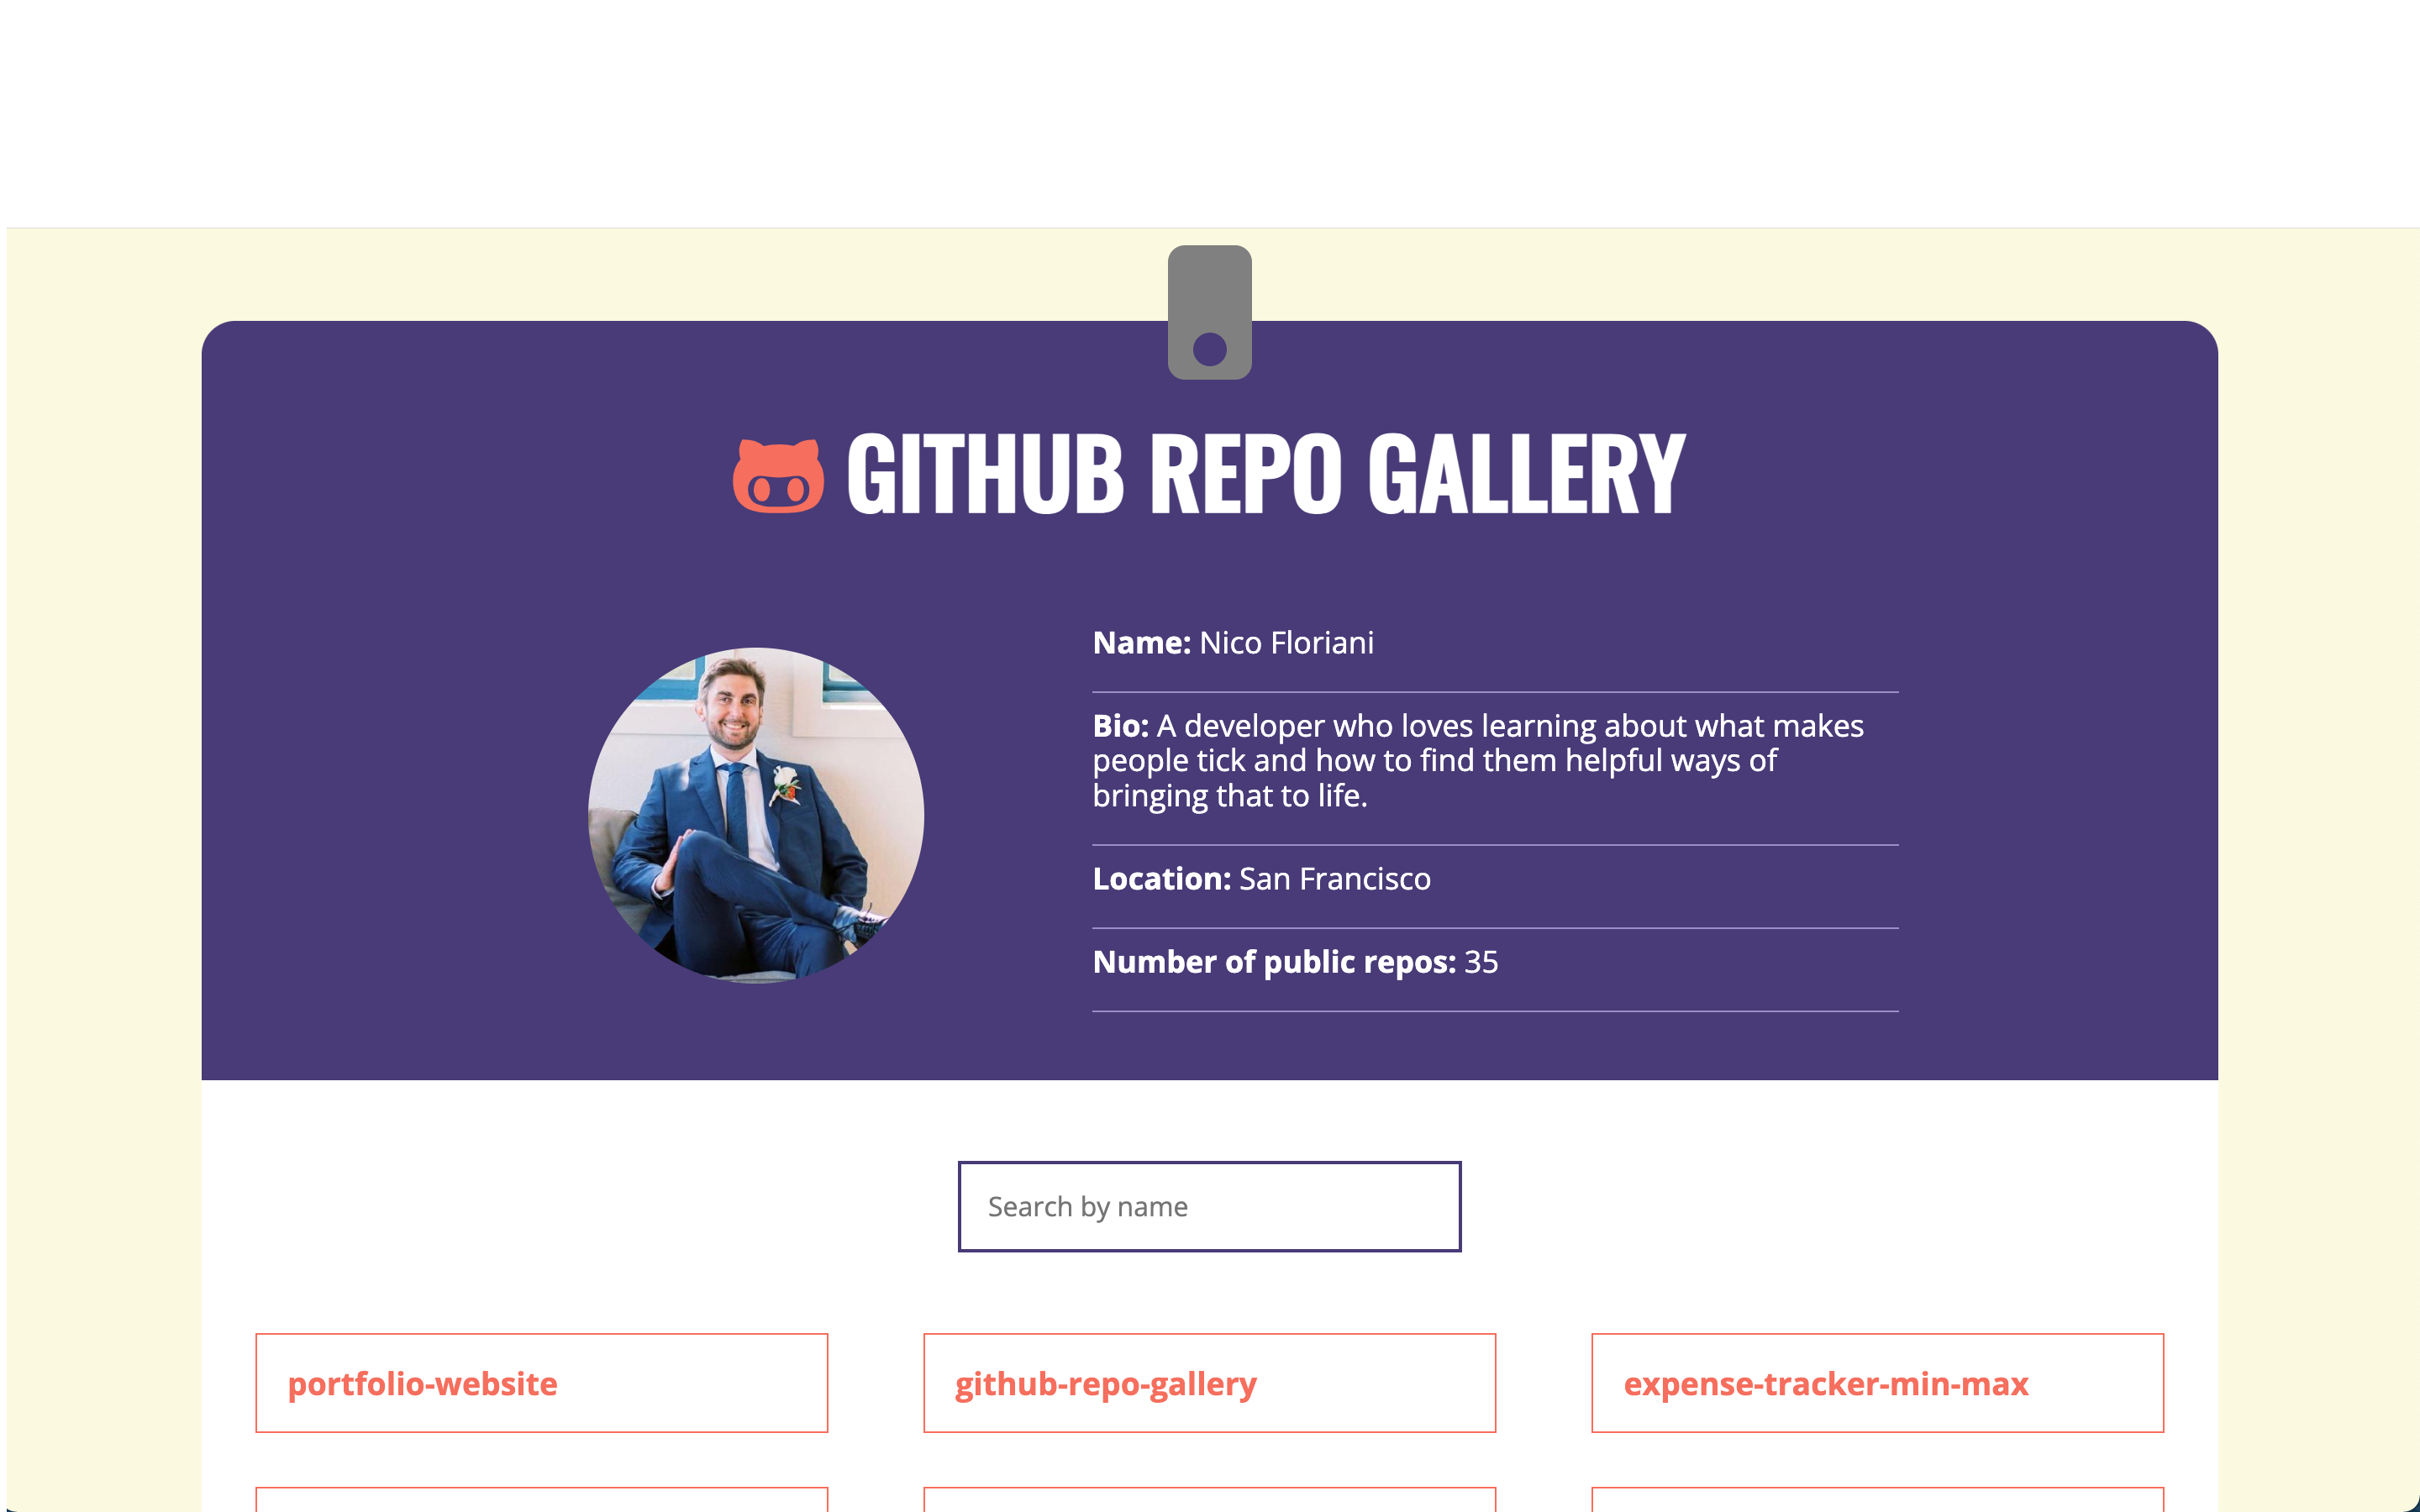 GITHUB REPO GALLERY
Name: Nico Floriani
Bio: A developer who loves learning about what makes
people tick and how to find them helpful ways of
bringing that to life.
Location: San Francisco
Number of public repos: 35
Search by name
portfolio-website
github-repo-gallery
expense-tracker-min-max